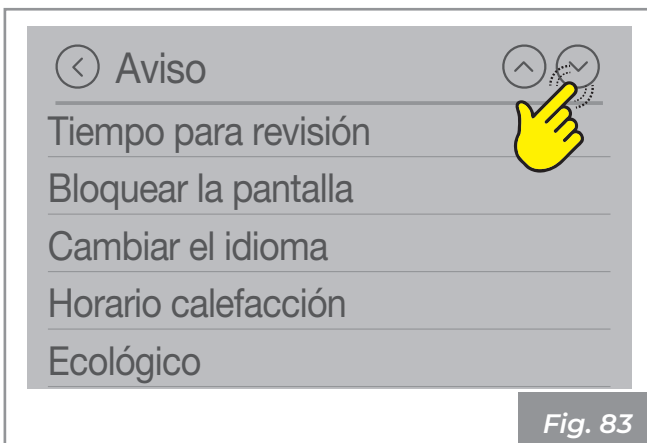 Aviso
Tiempo para revisión
Bloquear la pantalla
Cambiar el idioma
Horario calefacción
Ecológico
Fig. 83